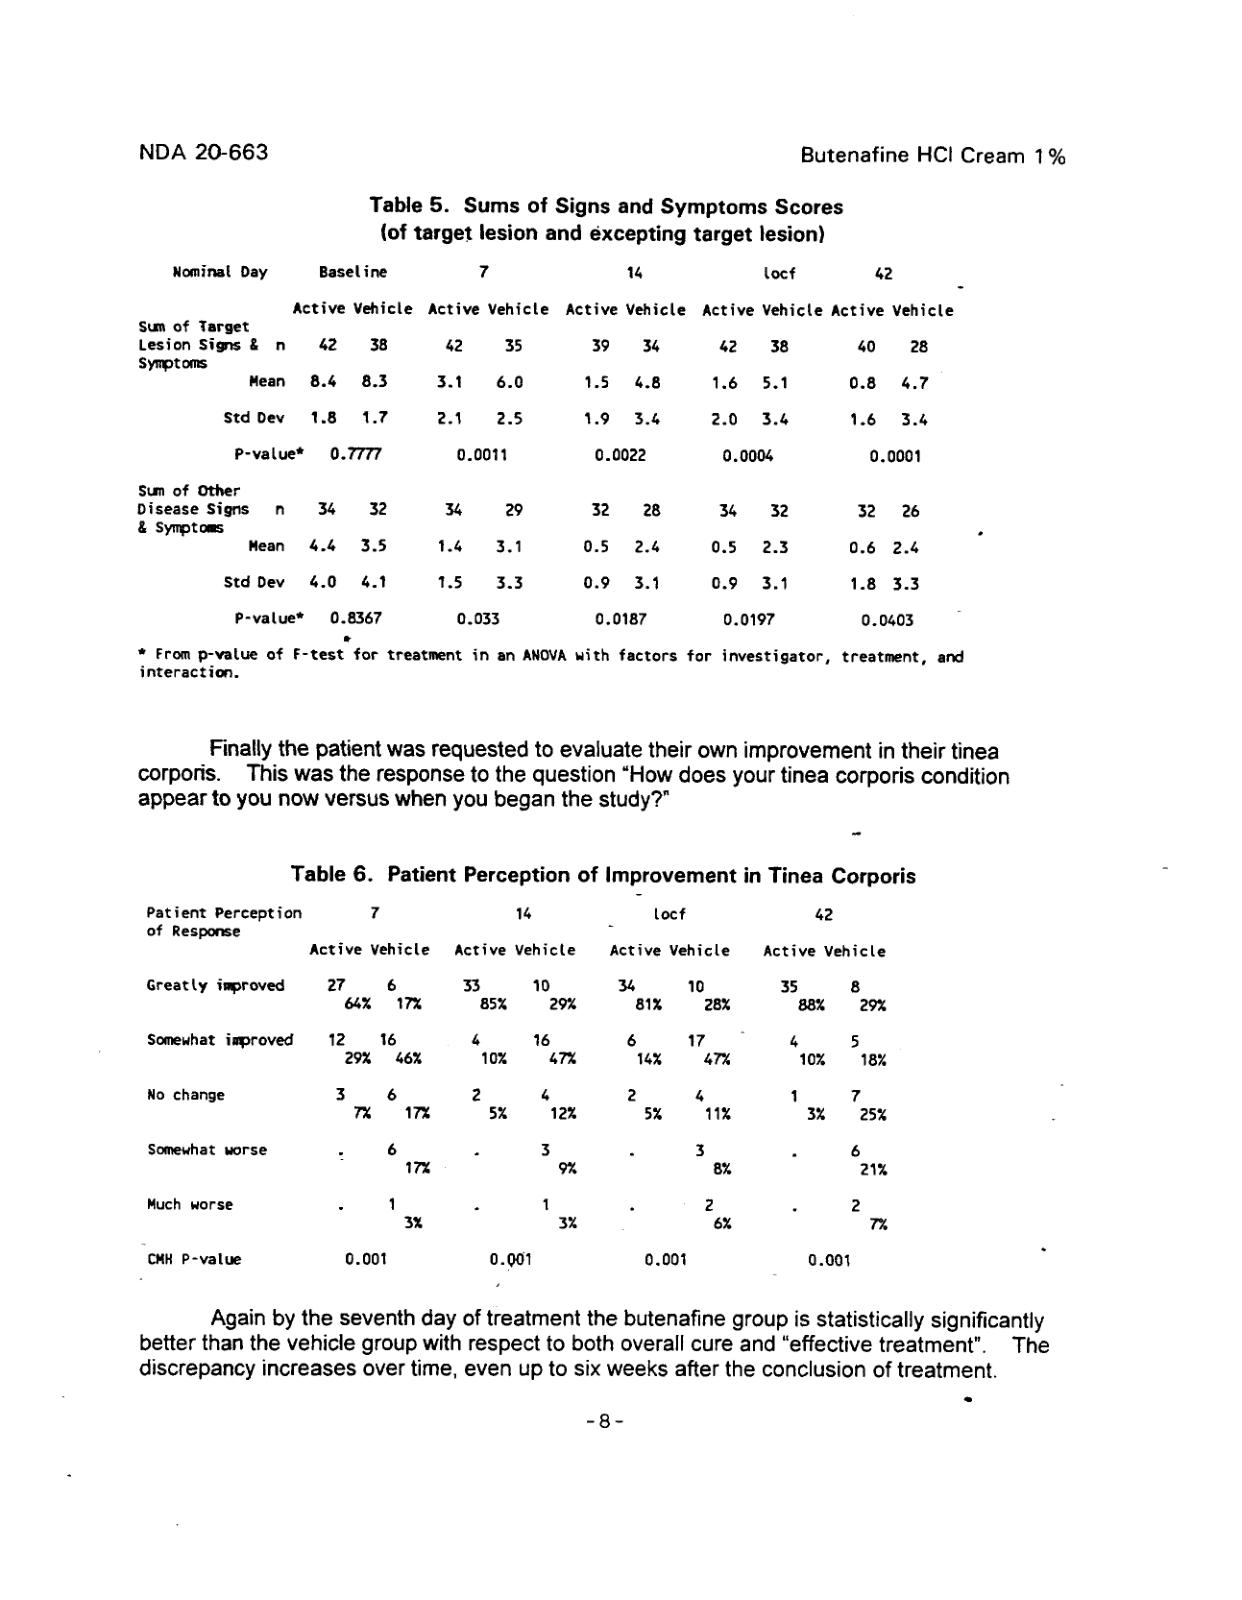 NDA 20-663 Butenafine HCl Cream 1%
Table 5. Sums of Signs and Symptoms Scores
(of target lesion and excepting target lesion)
Nominal Day Baseline 7 14 locf 42
Active Vehicle Active Vehicle Active Vehicle Active Vehicle Active Vehicle
Sum of Target
Lesion Signs & n 42 38 42 35 39 34 42 38 40 28
Symptoms
Mean 8.4 8.3 3.1 6.0 1.5 4.8 1.6 5.1 0.8 4.7
Std Dev 1.8 1.7 2.1 2.5 1.9 3.4 2.0 3.4 1.6 3.4
P-value* 0.7777 0.0011 0.0022 0.0004 0.0001
Sum of Other
Disease Signs n 34 32 34 29 32 28 34 32 32 26
& Symptoms
Mean 4.4 3.5 1.4 3.1 0.5 2.4 0.5 2.3 0.6 2.4
Std Dev 4.0 4.1 1.5 3.3 0.9 3.1 0.9 3.1 1.8 3.3
P-value* 0.8367 0.033 0.0187 0.0197 0.0403
* From p-value of F-test for treatment in an ANOVA with factors for investigator, treatment, and
interaction.
Finally the patient was requested to evaluate their own improvement in their tinea
corporis. This was the response to the question "How does your tinea corporis condition
appear to you now versus when you began the study?"
Table 6. Patient Perception of Improvement in Tinea Corporis
Patient Perception 7 14 locf 42
of Response
Active Vehicle Active Vehicle Active Vehicle Active Vehicle
Greatly improved 27 6 33 10 34 10 35 8
64% 17% 85% 29% 81% 28% 88% 29%
Somewhat improved 12 16 4 16 6 17 4 5
29% 46% 10% 47% 14% 47% 10% 18%
No change 3 6 2 4 2 4 1 7
7% 17% 5% 12% 5% 11% 3% 25%
Somewhat worse . 6 . 3 . 3 . 6
17% 9% 8% 21%
Much worse . 1 . 1 . 2 . 2
3% 3% 6% 7%
CMH P-value 0.001 0.001 0.001 0.001
Again by the seventh day of treatment the butenafine group is statistically significantly
better than the vehicle group with respect to both overall cure and "effective treatment". The
discrepancy increases over time, even up to six weeks after the conclusion of treatment.
- 8 -